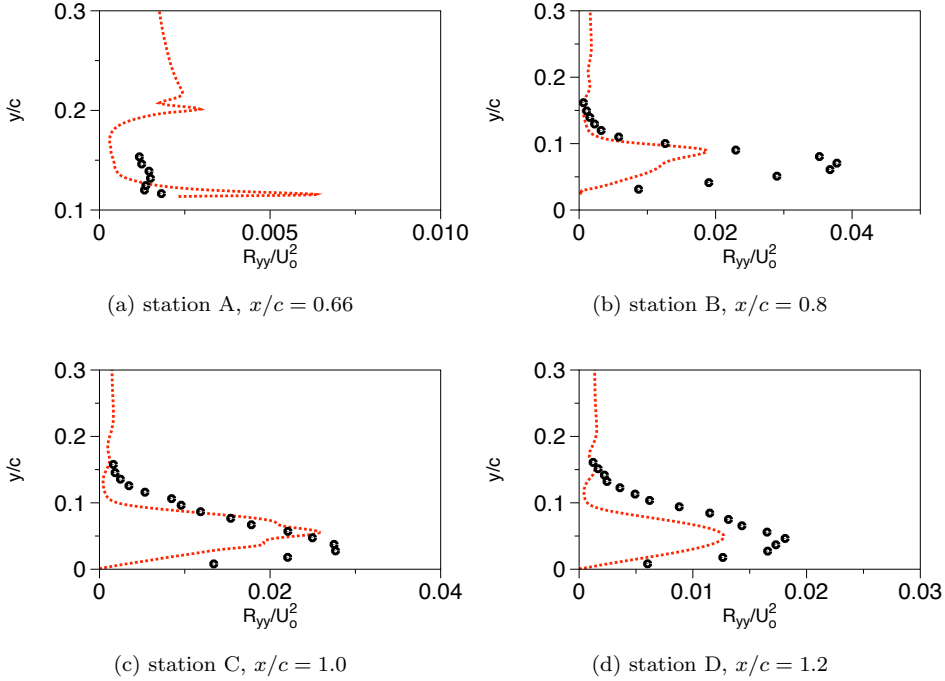 0.3
0.2
0.1
y/c
0
0.005
0.010
R_yy/U_o^2
(a) station A, x/c = 0.66
0.3
0.2
0.1
0
y/c
0
0.02
0.04
R_yy/U_o^2
(b) station B, x/c = 0.8
0.3
0.2
0.1
0
y/c
0
0.02
0.04
R_yy/U_o^2
(c) station C, x/c = 1.0
0.3
0.2
0.1
0
y/c
0
0.01
0.02
0.03
R_yy/U_o^2
(d) station D, x/c = 1.2